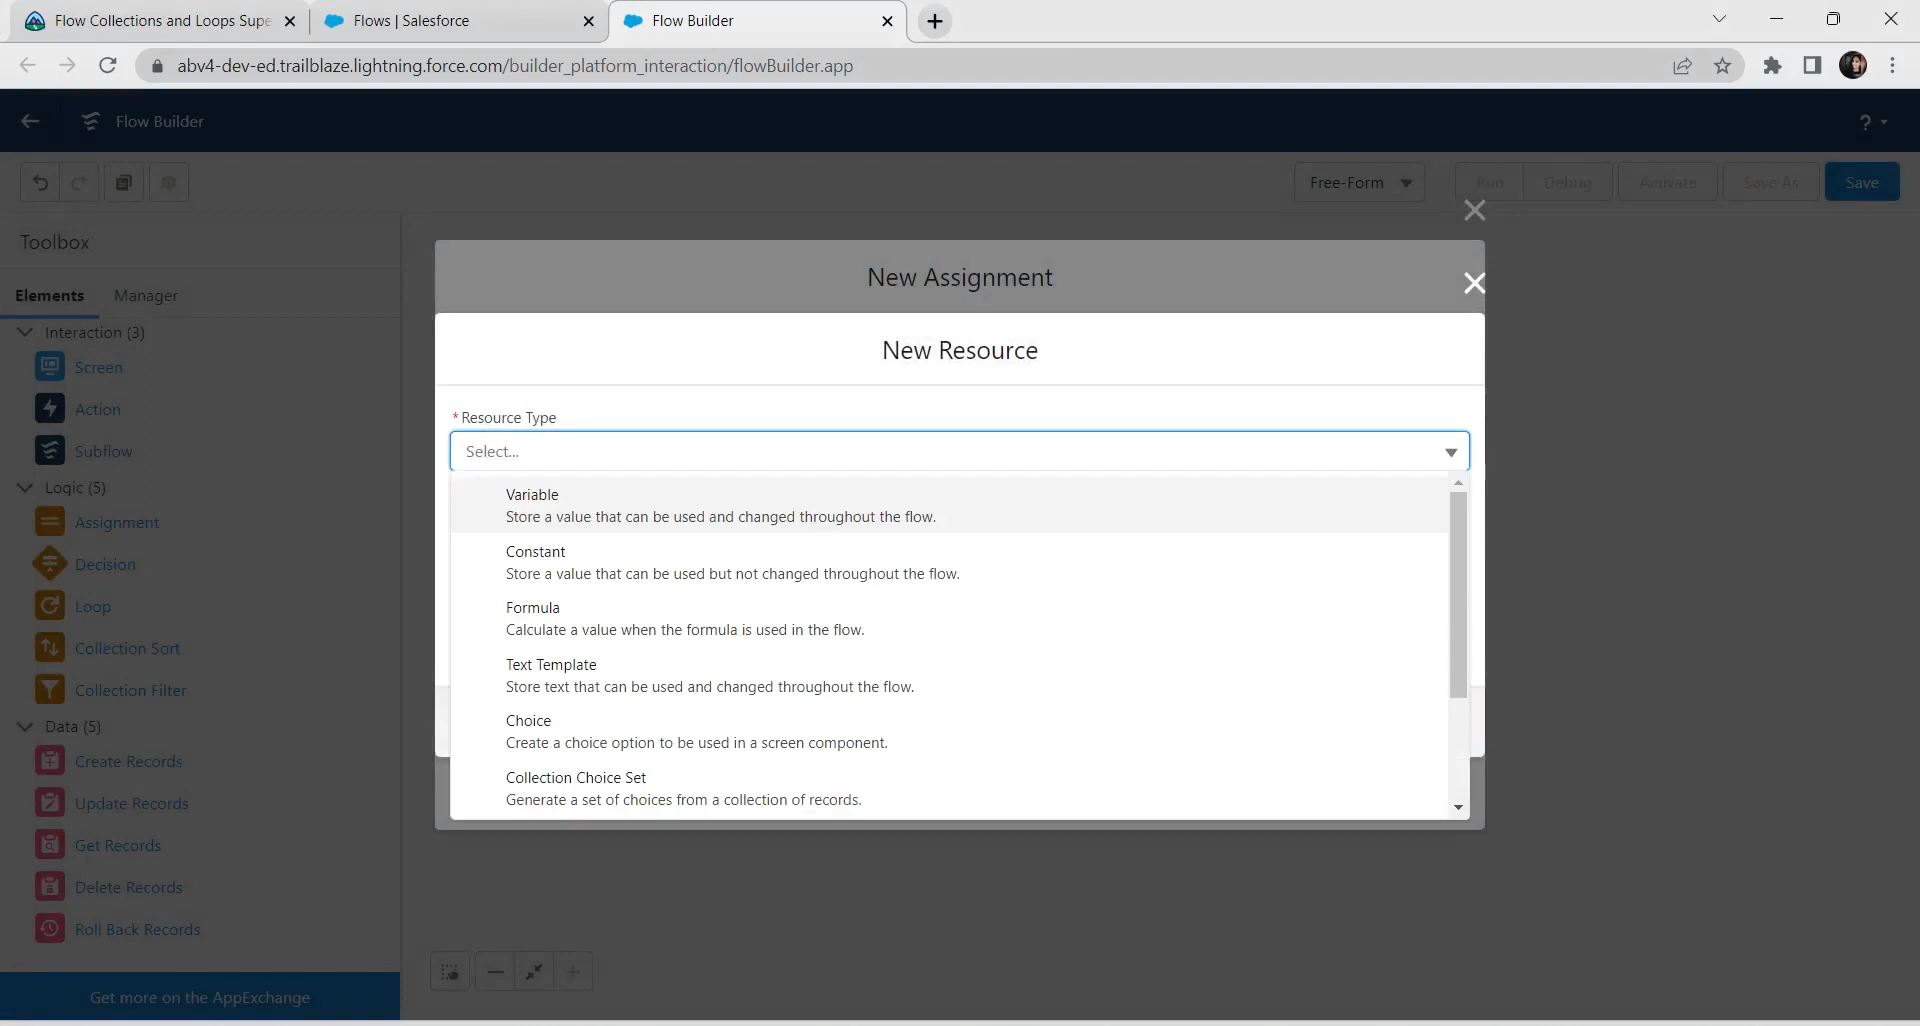 Flow Collections and Loops Supe
Flows | Salesforce
Flow Builder
abv4-dev-ed.trailblaze.lightning.force.com/builder_platform_interaction/flowBuilder.app
Flow Builder
?
Free-Form
Run
Debug
Activate
Save As
Save
Toolbox
Elements
Manager
Interaction (3)
Screen
Action
Subflow
Logic (5)
Assignment
Decision
Loop
Collection Sort
Collection Filter
Data (5)
Create Records
Update Records
Get Records
Delete Records
Roll Back Records
Get more on the AppExchange
New Assignment
New Resource
* Resource Type
Select...
Variable
Store a value that can be used and changed throughout the flow.
Constant
Store a value that can be used but not changed throughout the flow.
Formula
Calculate a value when the formula is used in the flow.
Text Template
Store text that can be used and changed throughout the flow.
Choice
Create a choice option to be used in a screen component.
Collection Choice Set
Generate a set of choices from a collection of records.